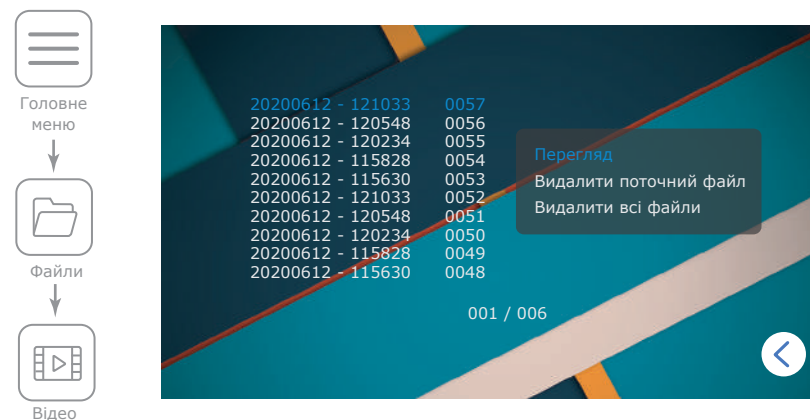 Головне
меню
Файли
Відео
20200612 - 121033 0057
20200612 - 120548 0056
20200612 - 120234 0055
20200612 - 115828 0054
20200612 - 115630 0053
20200612 - 121033 0052
20200612 - 120548 0051
20200612 - 120234 0050
20200612 - 115828 0049
20200612 - 115630 0048
001 / 006
Перегляд
Видалити поточний файл
Видалити всі файли